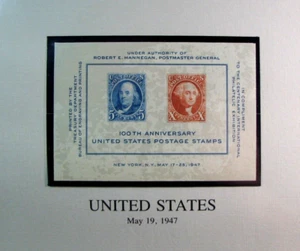 UNDER AUTHORITY OF
ROBERT E. HANNEGAN, POSTMASTER GENERAL
PRINTED BY THE
TREASURY DEPARTMENT
BUREAU OF ENGRAVING AND PRINTING
IN COMPLIMENT
TO THE CENTENARY INTERNATIONAL
PHILATELIC EXHIBITION
5
5
X
X
100TH ANNIVERSARY
UNITED STATES POSTAGE STAMPS
NEW YORK, N.Y., MAY 17-25, 1947
UNITED STATES
May 19, 1947